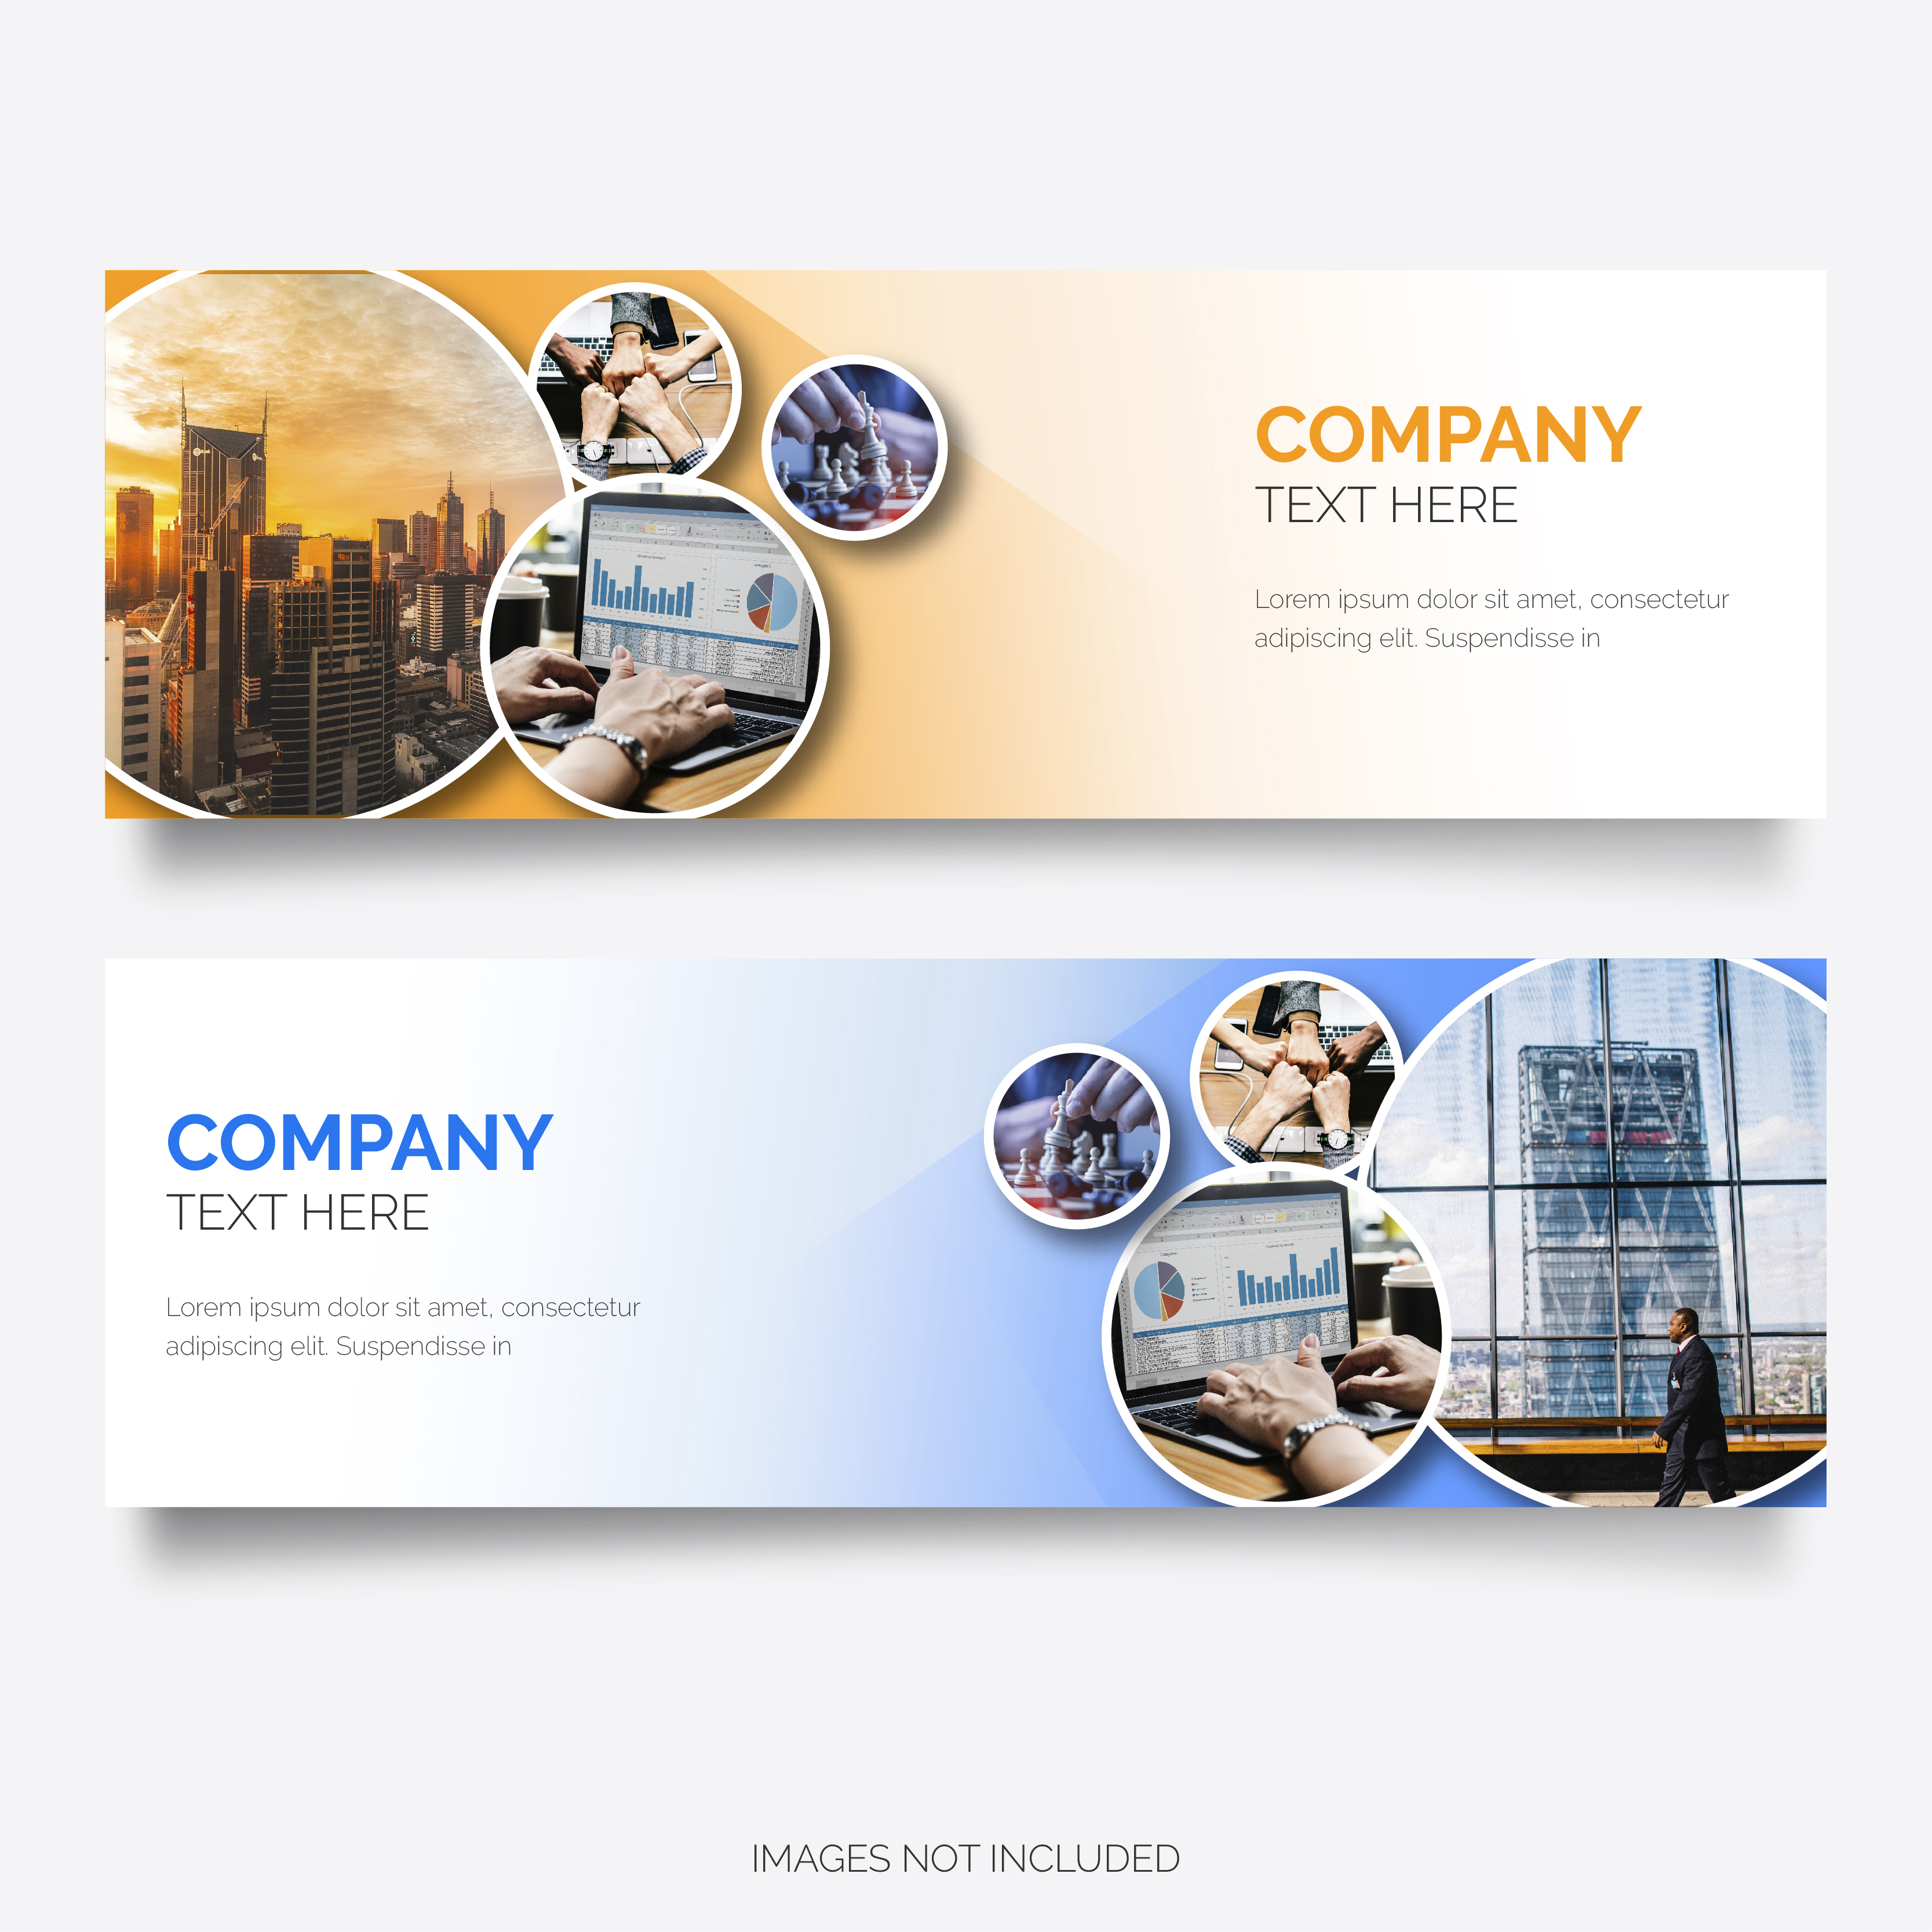 COMPANY
TEXT HERE
Lorem ipsum dolor sit amet, consectetur
adipiscing elit. Suspendisse in
COMPANY
TEXT HERE
Lorem ipsum dolor sit amet, consectetur
adipiscing elit. Suspendisse in
IMAGES NOT INCLUDED